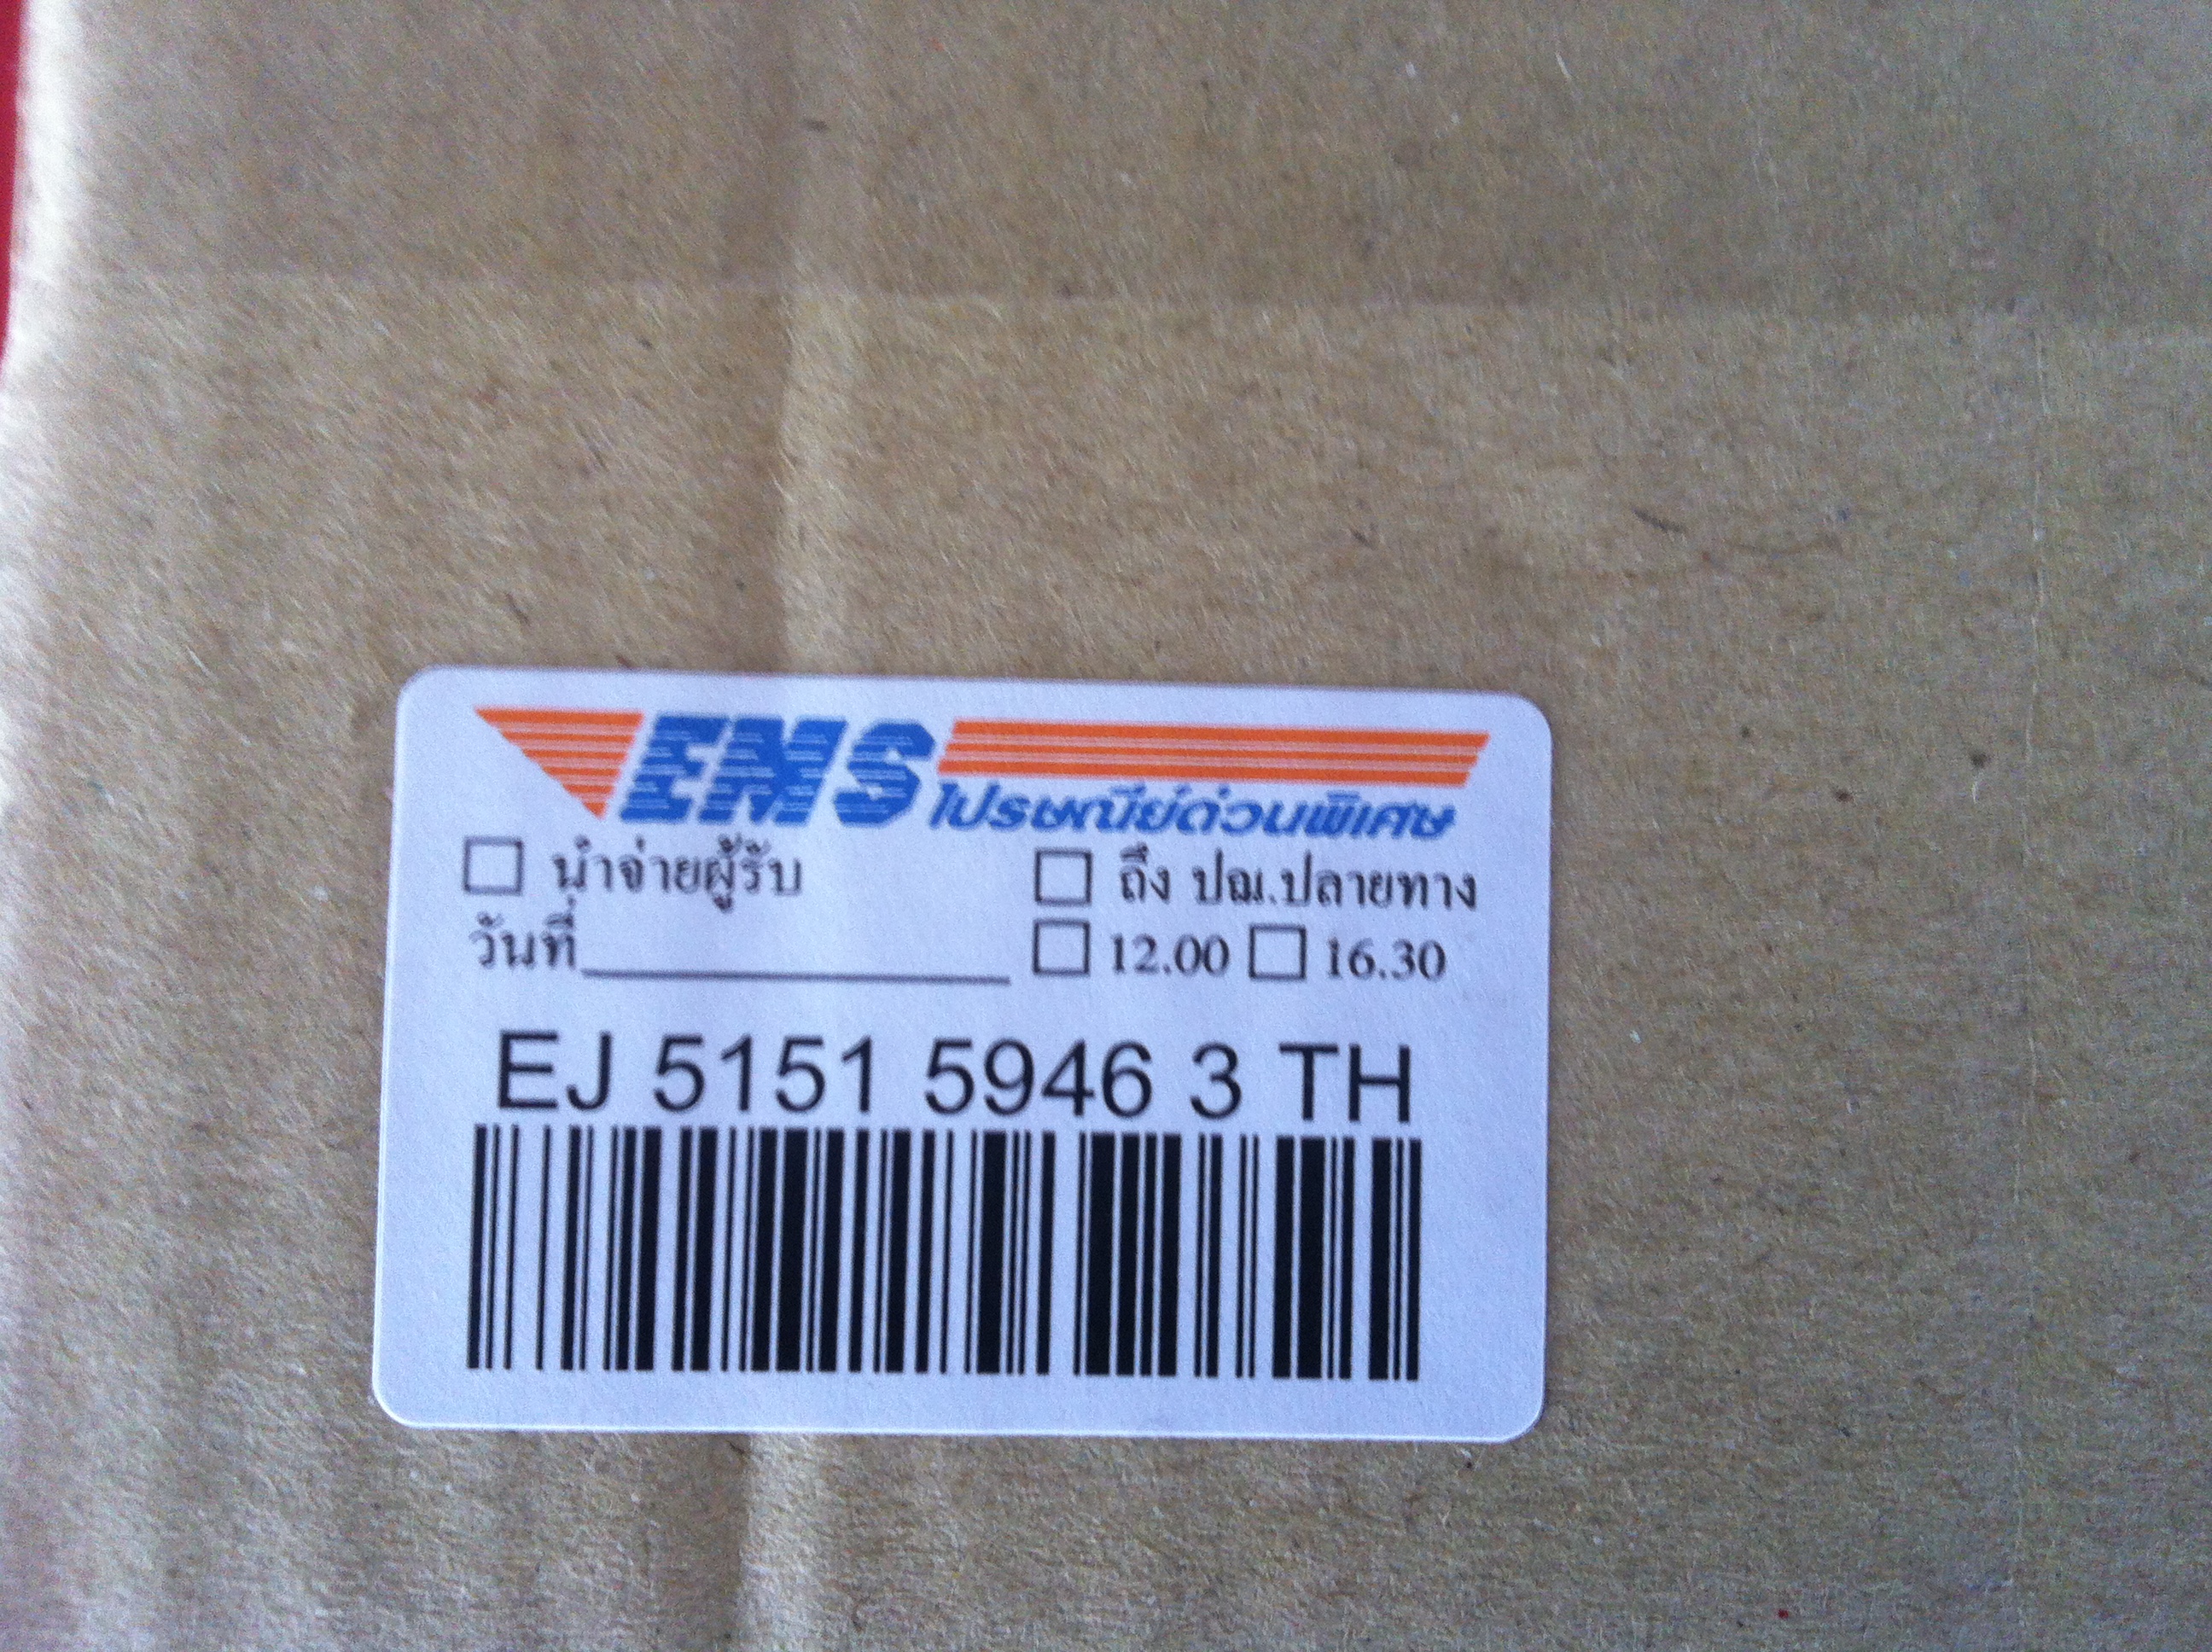 EMS
ไปรษณีย์ด่วนพิเศษ
นำจ่ายผู้รับ
ถึง ปณ.ปลายทาง
วันที่
12.00 16.30
EJ 5151 5946 3 TH